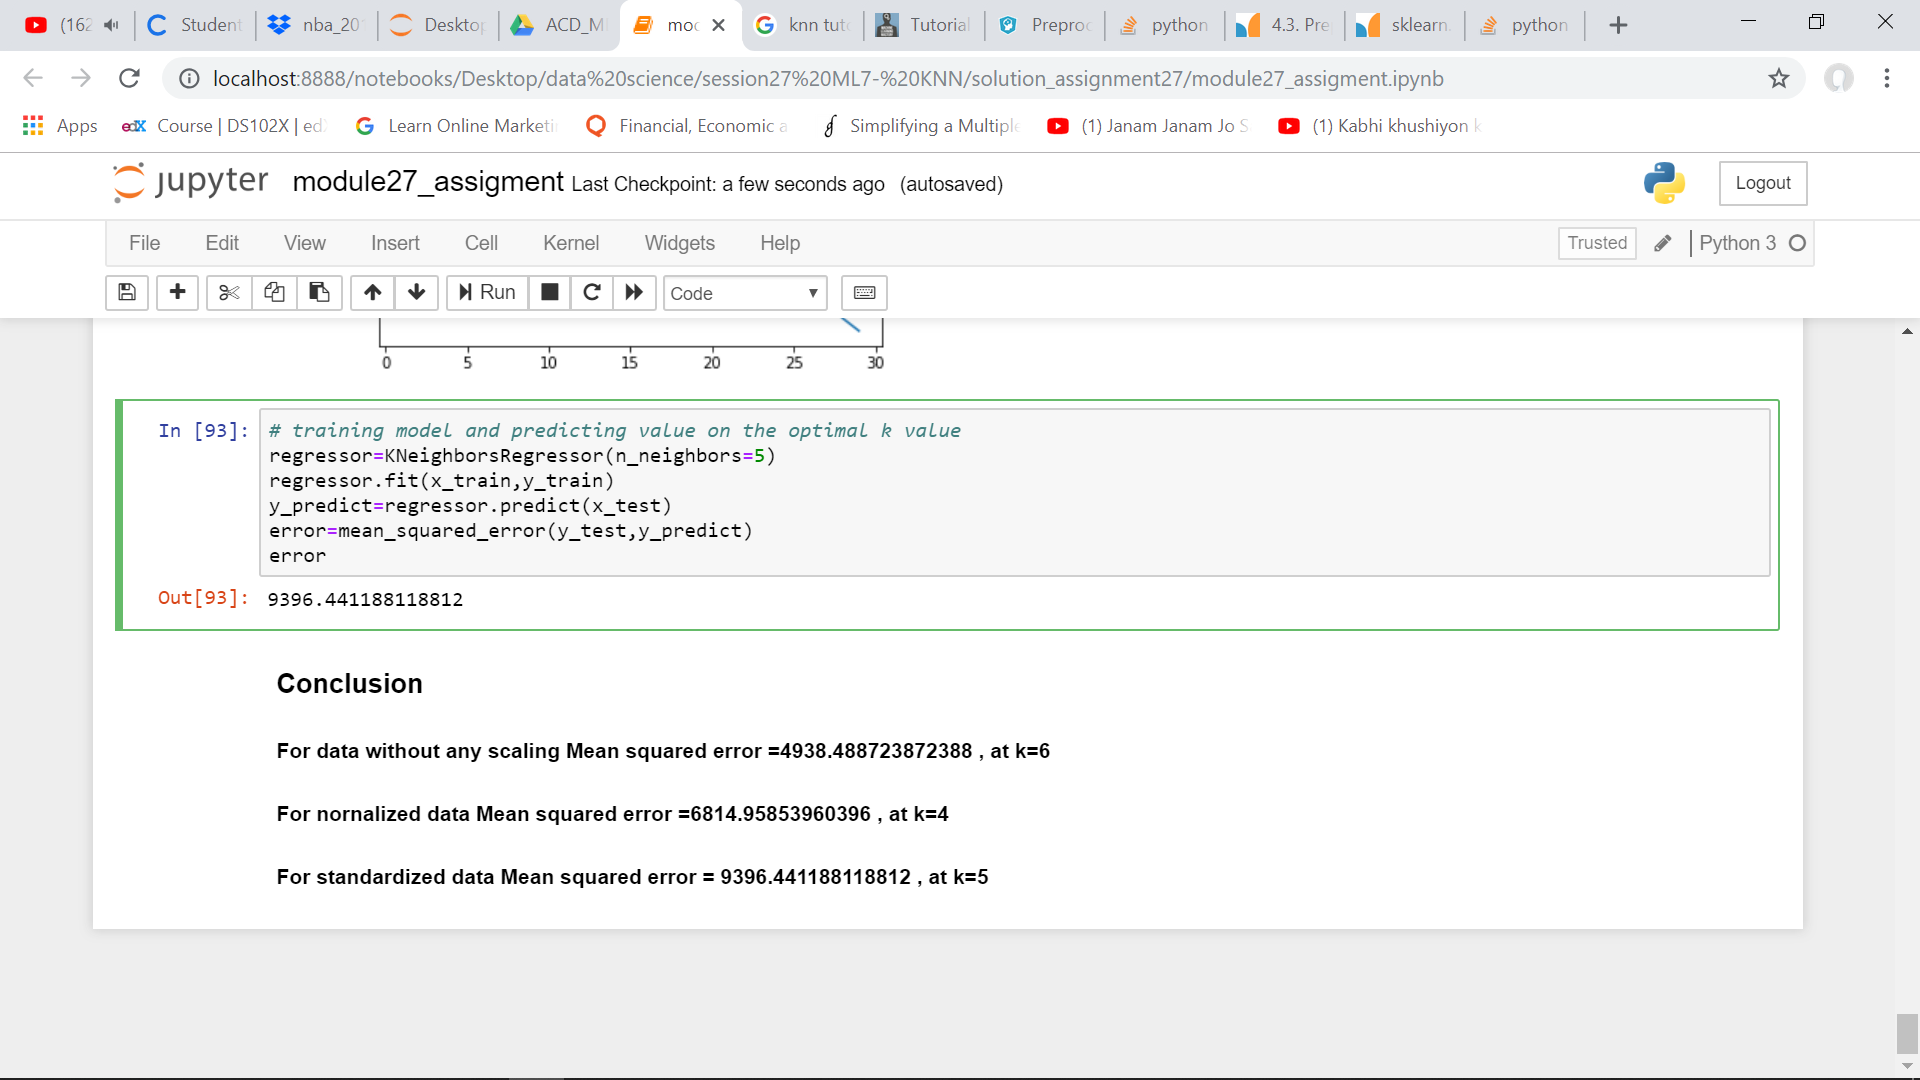 (162
Student
nba_20
Desktop
ACD_M
mod
knn tut
Tutorial
Preproc
python
4.3. Pre
sklearn.
python
localhost:8888/notebooks/Desktop/data%20science/session27%20ML7-%20KNN/solution_assignment27/module27_assigment.ipynb
Apps
edX Course | DS102X | ed
Learn Online Marketi
Financial, Economic a
Simplifying a Multiple
(1) Janam Janam Jo S
(1) Kabhi khushiyon k
jupyter module27_assigment Last Checkpoint: a few seconds ago (autosaved)
Logout
File Edit View Insert Cell Kernel Widgets Help
Trusted
Python 3
Run
Code
0 5 10 15 20 25 30
In [93]: # training model and predicting value on the optimal k value
regressor=KNeighborsRegressor(n_neighbors=5)
regressor.fit(x_train,y_train)
y_predict=regressor.predict(x_test)
error=mean_squared_error(y_test,y_predict)
error
Out[93]: 9396.441188118812
Conclusion
For data without any scaling Mean squared error =4938.488723872388 , at k=6
For nornalized data Mean squared error =6814.95853960396 , at k=4
For standardized data Mean squared error = 9396.441188118812 , at k=5